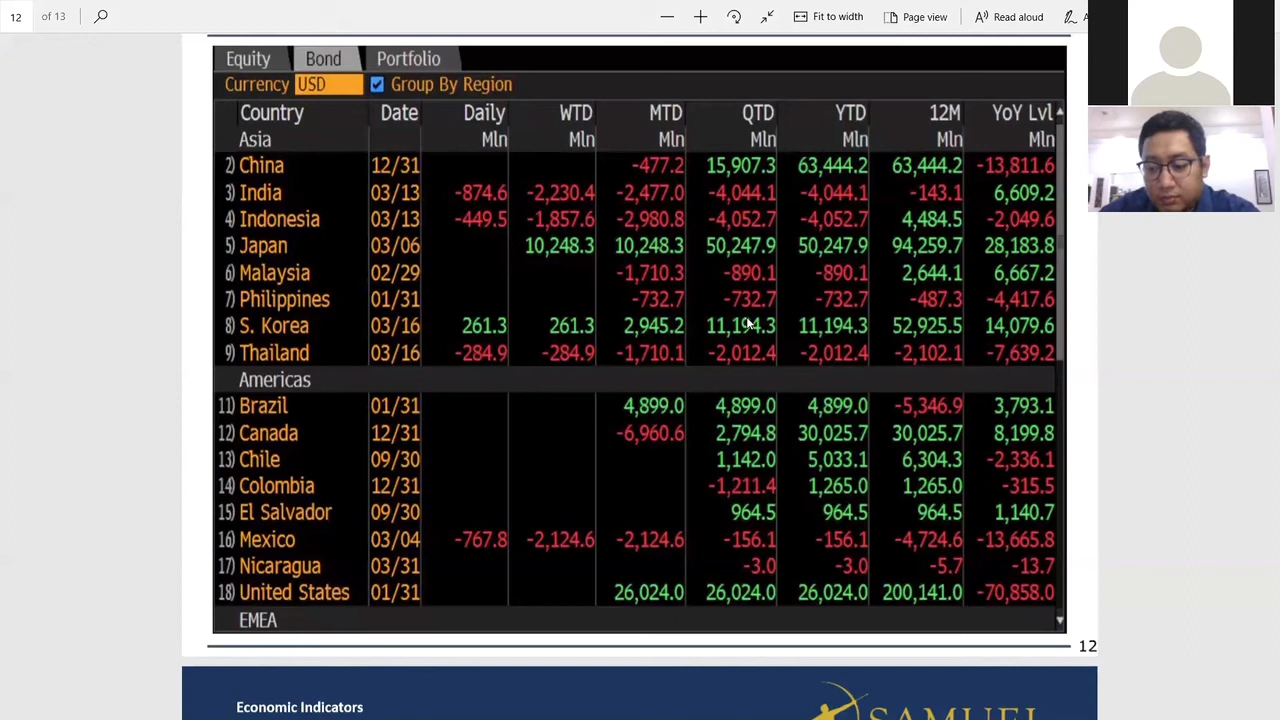 12 of 13 Fit to width Page view Read aloud
Equity Bond Portfolio
Currency USD Group By Region
Country Date Daily WTD MTD QTD YTD 12M YoY Lvl
Asia Mln Mln Mln Mln Mln Mln Mln
2) China 12/31 -477.2 15,907.3 63,444.2 63,444.2 -13,811.6
3) India 03/13 -874.6 -2,230.4 -2,477.0 -4,044.1 -4,044.1 -143.1 6,609.2
4) Indonesia 03/13 -449.5 -1,857.6 -2,980.8 -4,052.7 -4,052.7 4,484.5 -2,049.6
5) Japan 03/06 10,248.3 10,248.3 50,247.9 50,247.9 94,259.7 28,183.8
6) Malaysia 02/29 -1,710.3 -890.1 -890.1 2,644.1 6,667.2
7) Philippines 01/31 -732.7 -732.7 -732.7 -487.3 -4,417.6
8) S. Korea 03/16 261.3 261.3 2,945.2 11,194.3 11,194.3 52,925.5 14,079.6
9) Thailand 03/16 -284.9 -284.9 -1,710.1 -2,012.4 -2,012.4 -2,102.1 -7,639.2
Americas
11) Brazil 01/31 4,899.0 4,899.0 4,899.0 -5,346.9 3,793.1
12) Canada 12/31 -6,960.6 2,794.8 30,025.7 30,025.7 8,199.8
13) Chile 09/30 1,142.0 5,033.1 6,304.3 -2,336.1
14) Colombia 12/31 -1,211.4 1,265.0 1,265.0 -315.5
15) El Salvador 09/30 964.5 964.5 964.5 1,140.7
16) Mexico 03/04 -767.8 -2,124.6 -2,124.6 -156.1 -156.1 -4,724.6 -13,665.8
17) Nicaragua 03/31 -3.0 -3.0 -5.7 -13.7
18) United States 01/31 26,024.0 26,024.0 26,024.0 200,141.0 -70,858.0
EMEA
12
Economic Indicators
SAMUEL